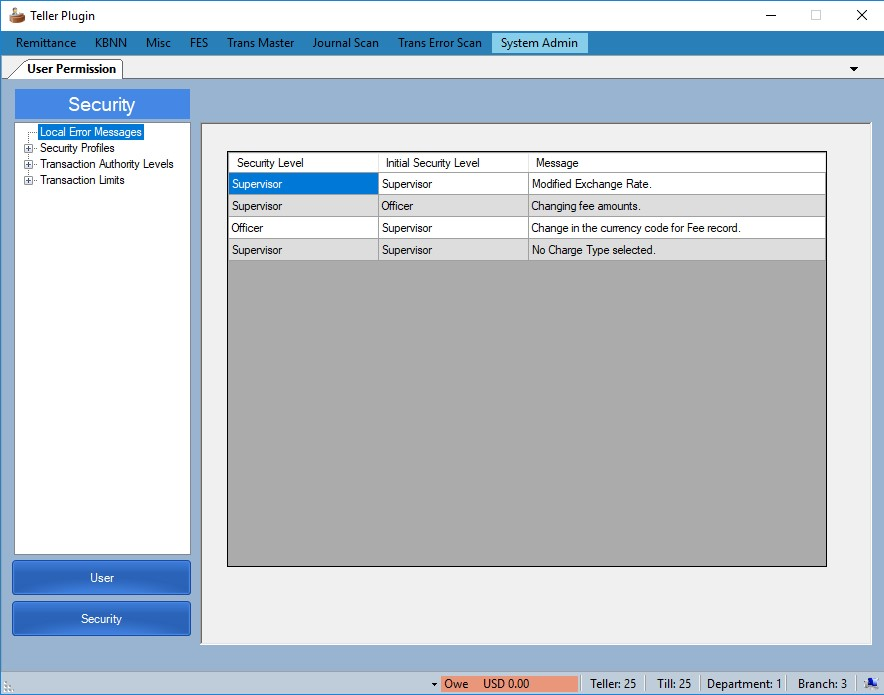 Teller Plugin
Remittance KBNN Misc FES Trans Master Journal Scan Trans Error Scan System Admin
User Permission
Security
Local Error Messages
Security Profiles
Transaction Authority Levels
Transaction Limits
Security Level Initial Security Level Message
Supervisor Supervisor Modified Exchange Rate.
Supervisor Officer Changing fee amounts.
Officer Supervisor Change in the currency code for Fee record.
Supervisor Supervisor No Charge Type selected.
User
Security
Owe USD 0.00 Teller: 25 Till: 25 Department: 1 Branch: 3